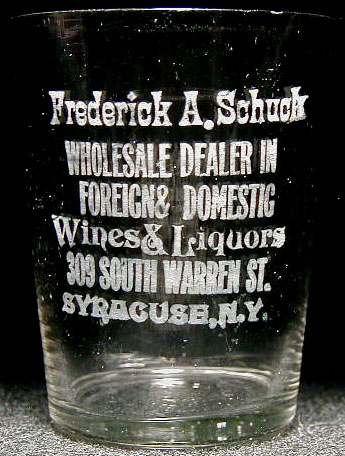 Frederick A. Schuck
WHOLESALE DEALER IN
FOREIGN & DOMESTIC
Wines & Liquors
309 SOUTH WARREN ST.
SYRACUSE, N.Y.